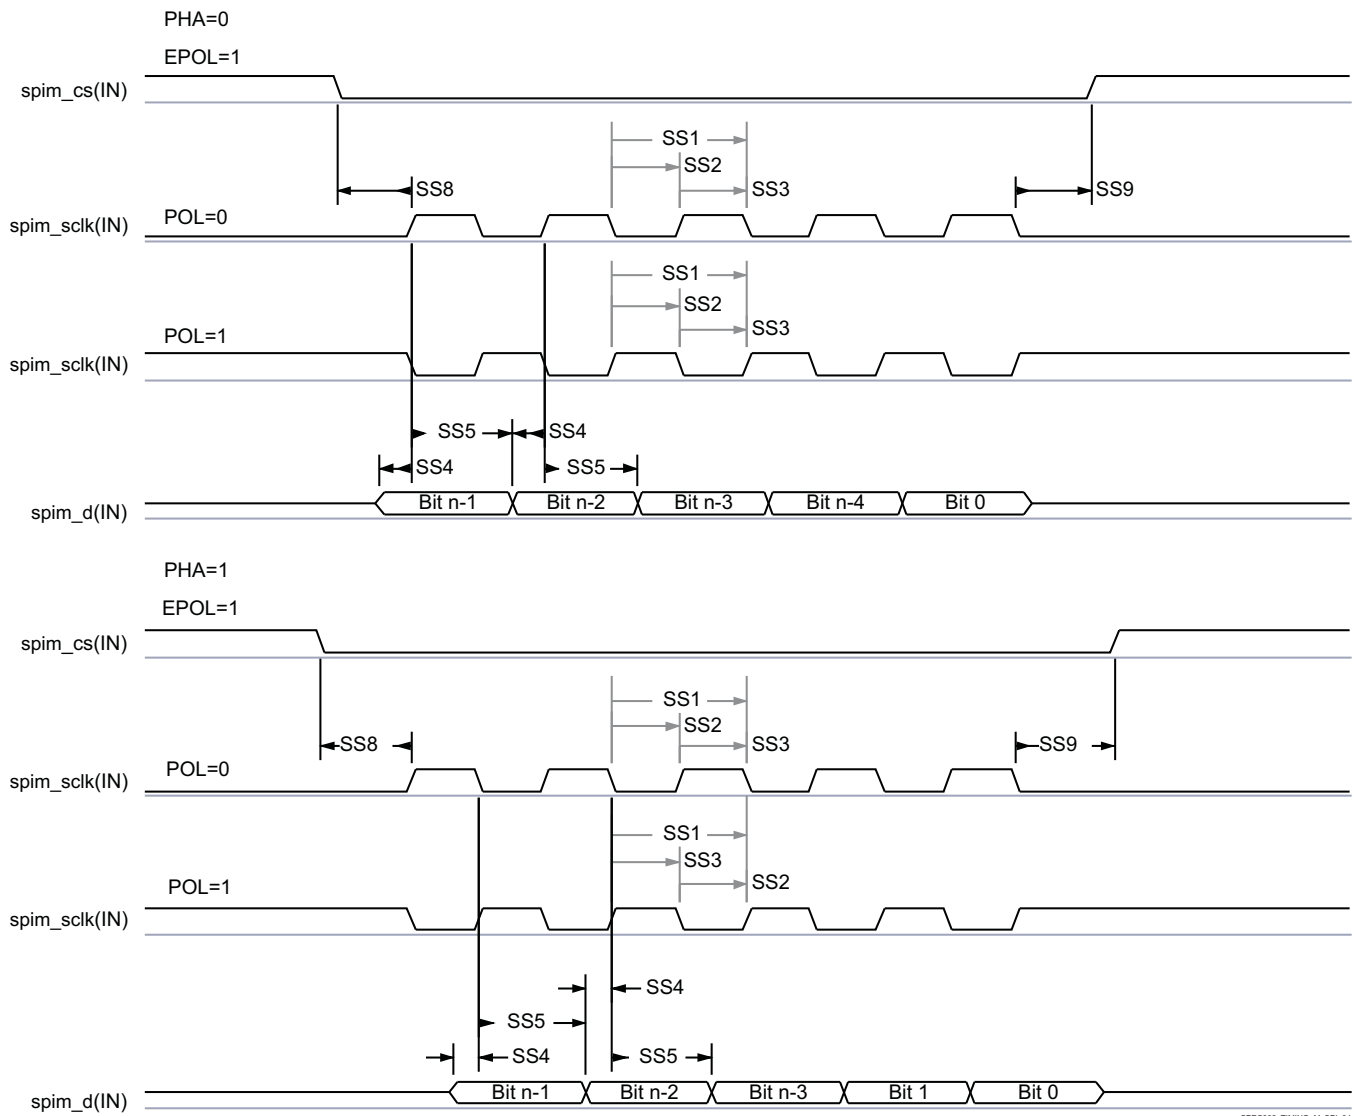 PHA=0
EPOL=1
spim_cs(IN)
SS1
SS2
SS8 SS3 SS9
POL=0
spim_sclk(IN)
SS1
SS2
SS3
POL=1
spim_sclk(IN)
SS5 SS4
SS4 SS5
Bit n-1 Bit n-2 Bit n-3 Bit n-4 Bit 0
spim_d(IN)
PHA=1
EPOL=1
spim_cs(IN)
SS1
SS2
SS8 SS3 SS9
POL=0
spim_sclk(IN)
SS1
SS3
SS2
POL=1
spim_sclk(IN)
SS4
SS5
SS4 SS5
Bit n-1 Bit n-2 Bit n-3 Bit 1 Bit 0
spim_d(IN)